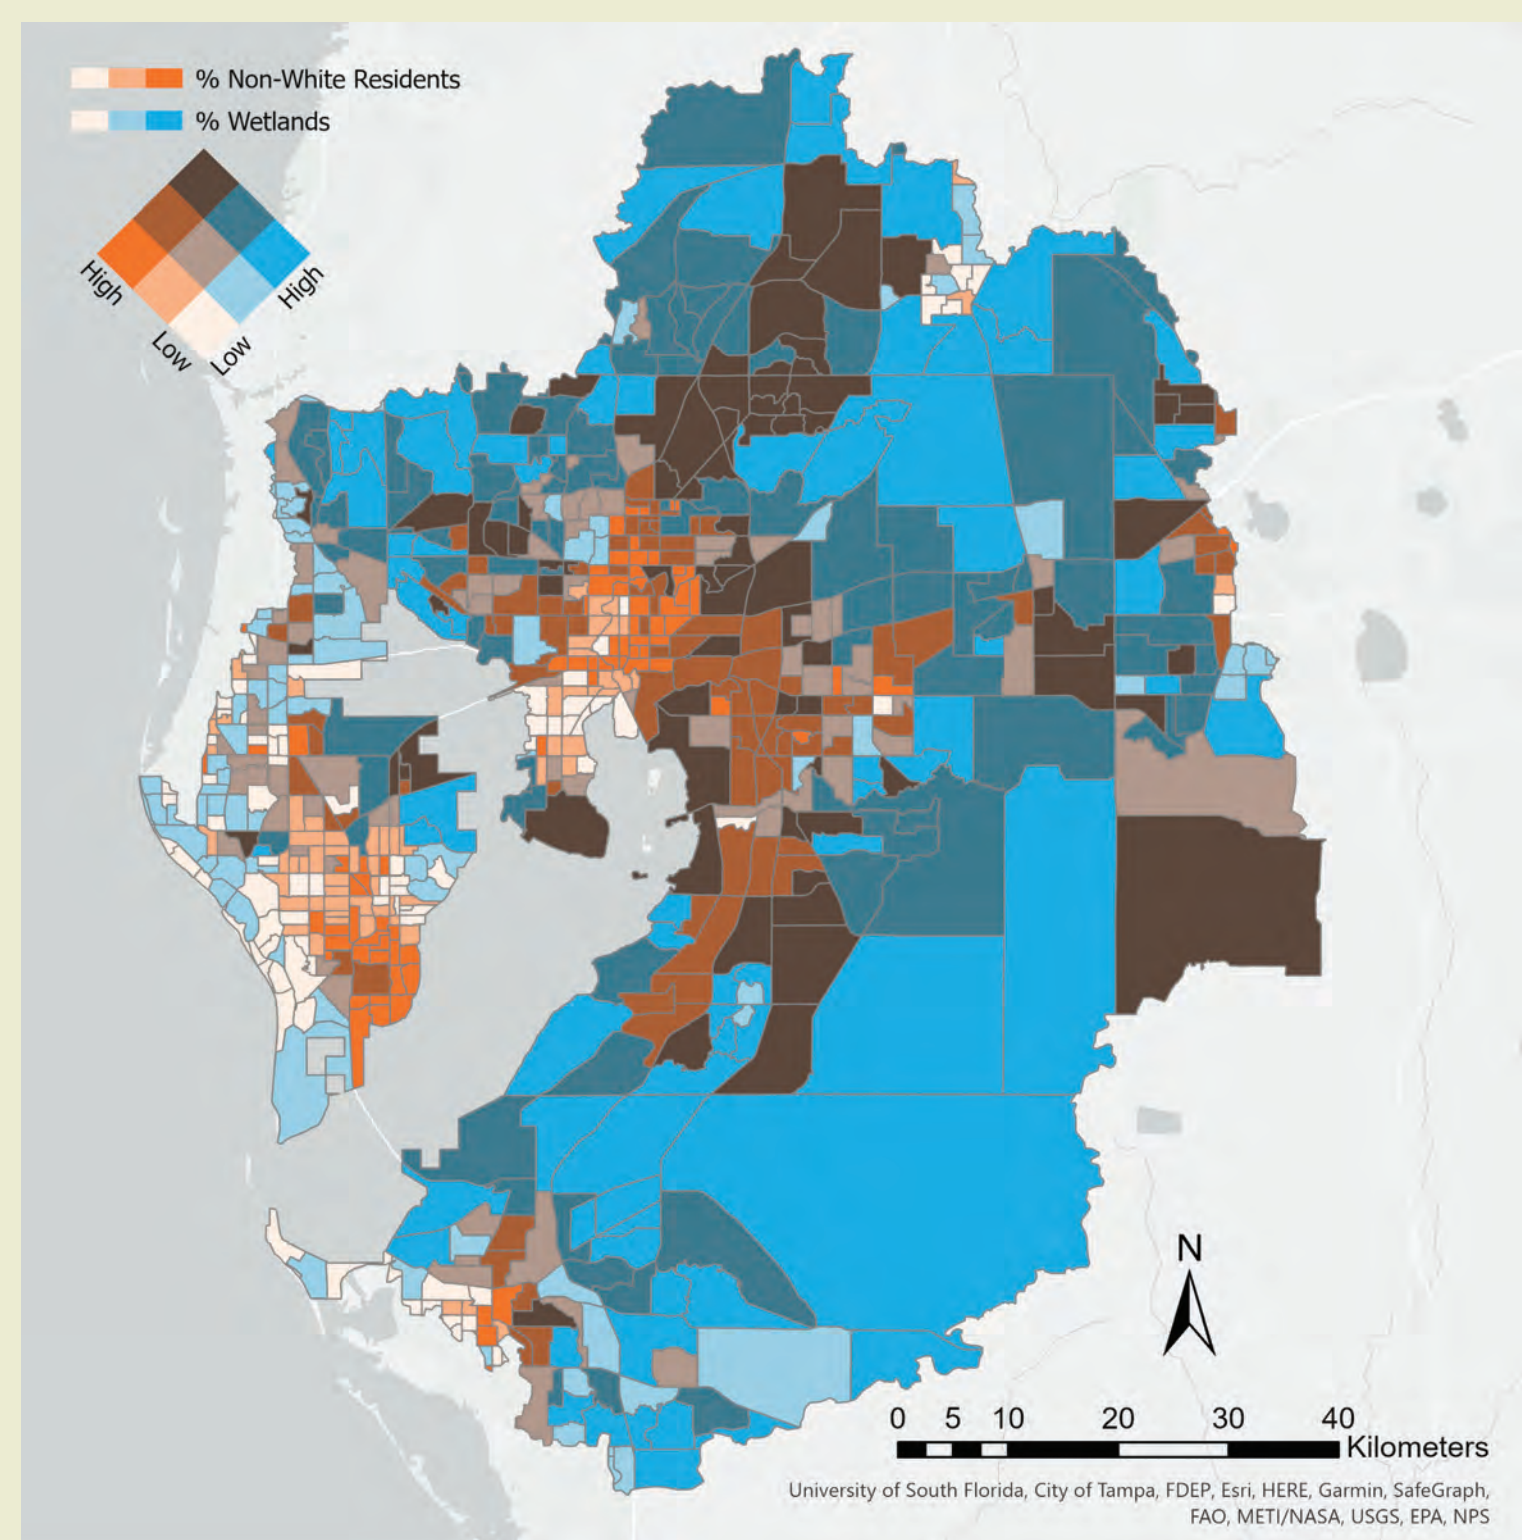 % Non-White Residents
% Wetlands
High
High
Low
Low
N
0 5 10 20 30 40
Kilometers
University of South Florida, City of Tampa, FDEP, Esri, HERE, Garmin, SafeGraph,
FAO, METI/NASA, USGS, EPA, NPS